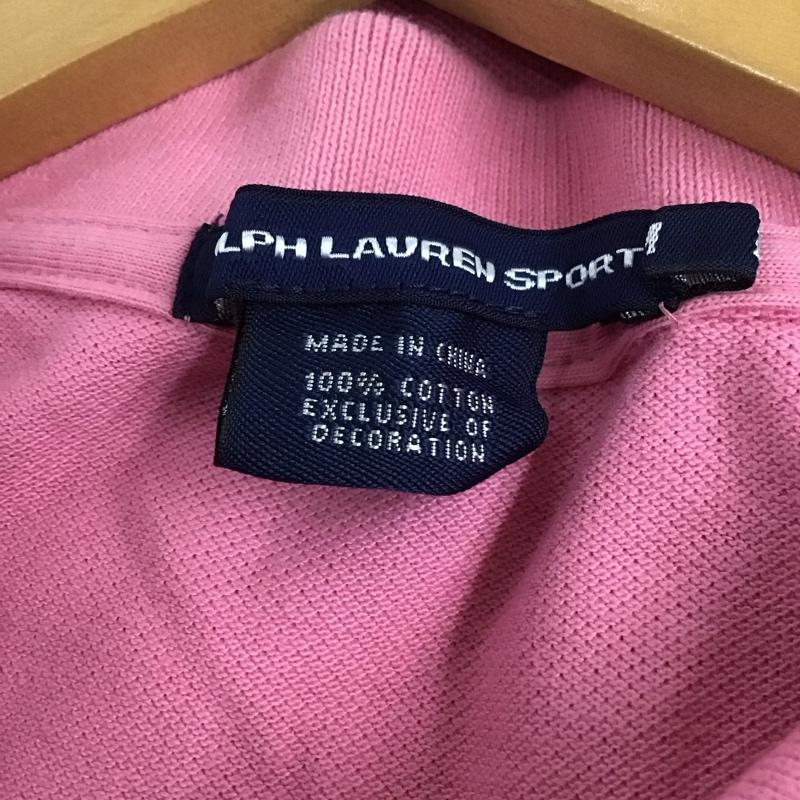 LPH LAUREN SPORT
MADE IN CHINA
100% COTTON
EXCLUSIVE OF
DECORATION